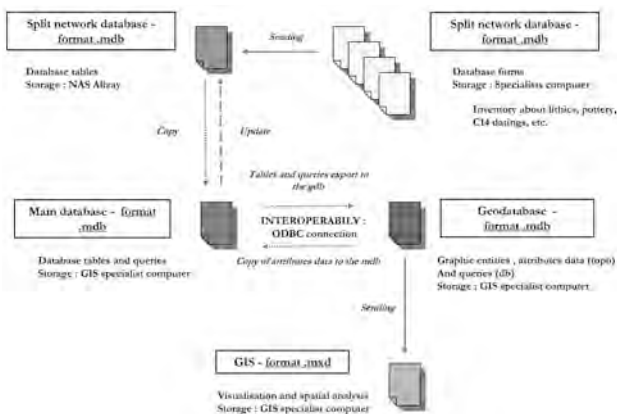 Split network database -
format .mdb
Database tables
Storage : NAS Allray
Sending
Split network database -
format .mdb
Database forms
Storage : Specialists computer
Inventory about lithics, pottery,
C14 datings, etc.
Copy
Update
Tables and queries export to
the gdb
Main database - format
.mdb
INTEROPERABILY :
ODBC connection
Geodatabase -
format .mdb
Database tables and queries
Storage : GIS specialist computer
Copy of attributes data to the mdb
Graphic entities , attributes data (topo)
And queries (db)
Storage : GIS specialist computer
Sending
GIS - format .mxd
Visualisation and spatial analysis
Storage : GIS specialist computer